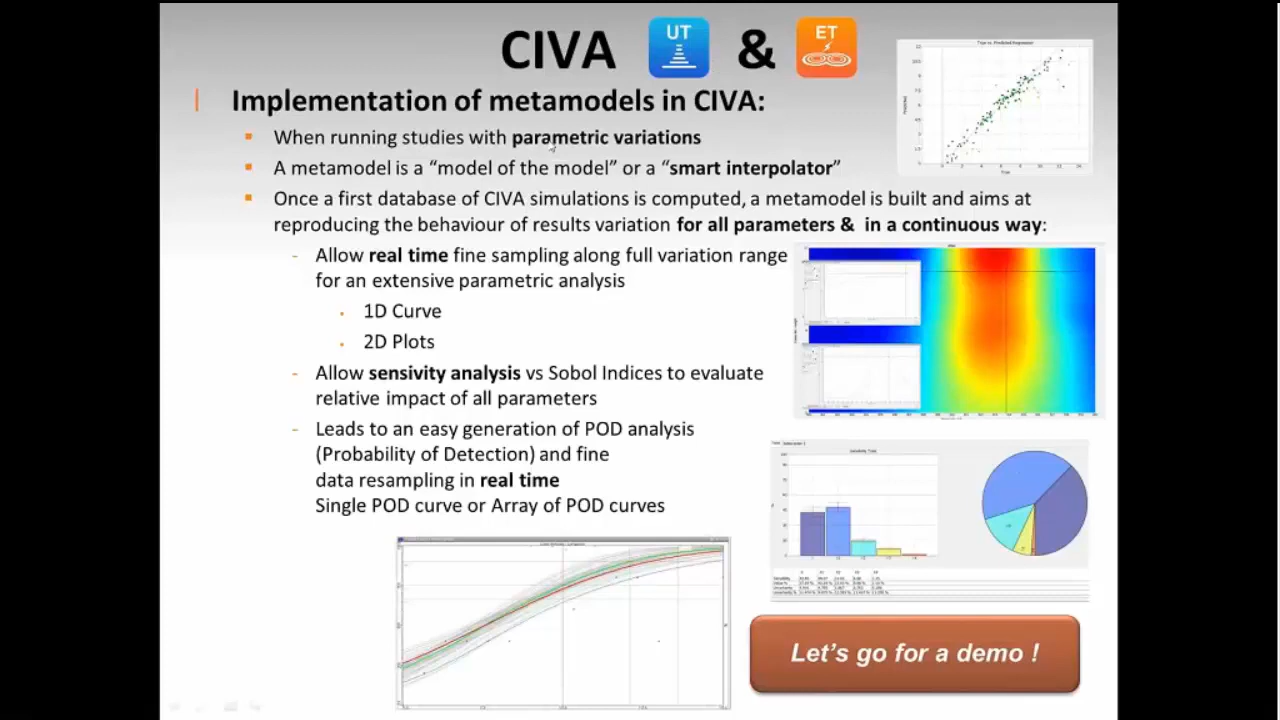 CIVA UT & ET
Implementation of metamodels in CIVA:
When running studies with parametric variations
A metamodel is a “model of the model” or a “smart interpolator”
Once a first database of CIVA simulations is computed, a metamodel is built and aims at
reproducing the behaviour of results variation for all parameters & in a continuous way:
- Allow real time fine sampling along full variation range
for an extensive parametric analysis
1D Curve
2D Plots
- Allow sensivity analysis vs Sobol Indices to evaluate
relative impact of all parameters
- Leads to an easy generation of POD analysis
(Probability of Detection) and fine
data resampling in real time
Single POD curve or Array of POD curves
Let’s go for a demo !